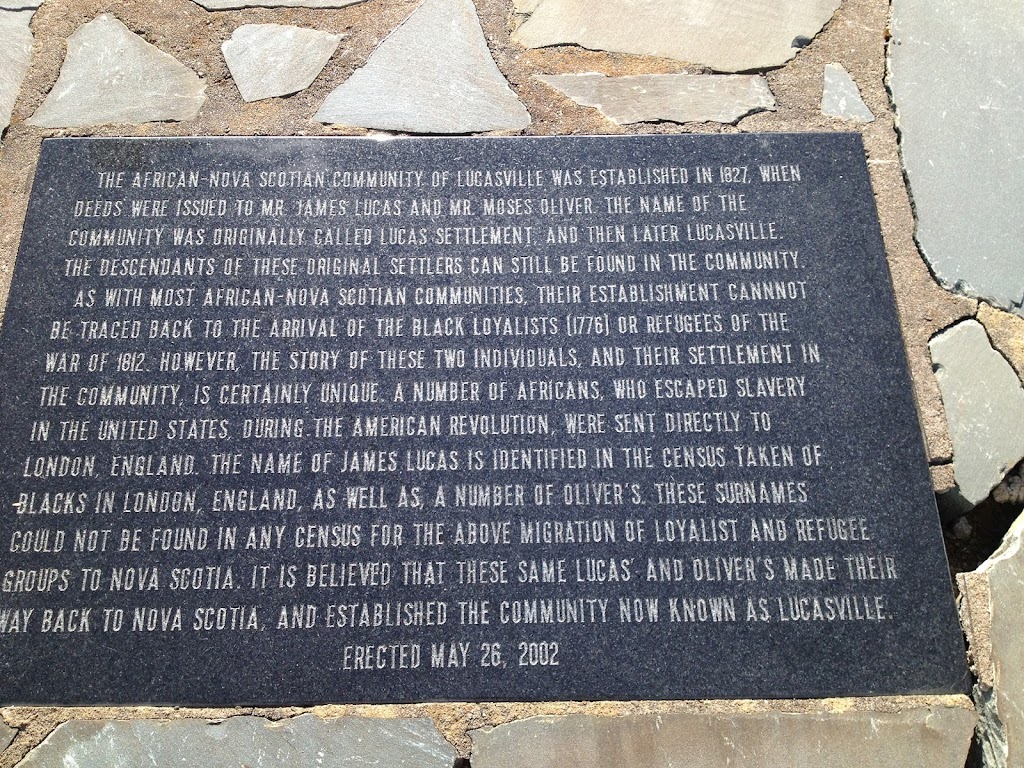 THE AFRICAN-NOVA SCOTIAN COMMUNITY OF LUCASVILLE WAS ESTABLISHED IN 1827, WHEN
DEEDS WERE ISSUED TO MR. JAMES LUCAS AND MR. MOSES OLIVER. THE NAME OF THE
COMMUNITY WAS ORIGINALLY CALLED LUCAS SETTLEMENT, AND THEN LATER LUCASVILLE.
THE DESCENDANTS OF THESE ORIGINAL SETTLERS CAN STILL BE FOUND IN THE COMMUNITY.
AS WITH MOST AFRICAN-NOVA SCOTIAN COMMUNITIES, THEIR ESTABLISHMENT CANNNOT
BE TRACED BACK TO THE ARRIVAL OF THE BLACK LOYALISTS (1776) OR REFUGEES OF THE
WAR OF 1812. HOWEVER, THE STORY OF THESE TWO INDIVIDUALS, AND THEIR SETTLEMENT IN
THE COMMUNITY, IS CERTAINLY UNIQUE. A NUMBER OF AFRICANS, WHO ESCAPED SLAVERY
IN THE UNITED STATES, DURING THE AMERICAN REVOLUTION, WERE SENT DIRECTLY TO
LONDON, ENGLAND. THE NAME OF JAMES LUCAS IS IDENTIFIED IN THE CENSUS TAKEN OF
BLACKS IN LONDON, ENGLAND, AS WELL AS, A NUMBER OF OLIVER'S. THESE SURNAMES
COULD NOT BE FOUND IN ANY CENSUS FOR THE ABOVE MIGRATION OF LOYALIST AND REFUGEE
GROUPS TO NOVA SCOTIA. IT IS BELIEVED THAT THESE SAME LUCAS' AND OLIVER'S MADE THEIR
WAY BACK TO NOVA SCOTIA, AND ESTABLISHED THE COMMUNITY NOW KNOWN AS LUCASVILLE.
ERECTED MAY 26, 2002